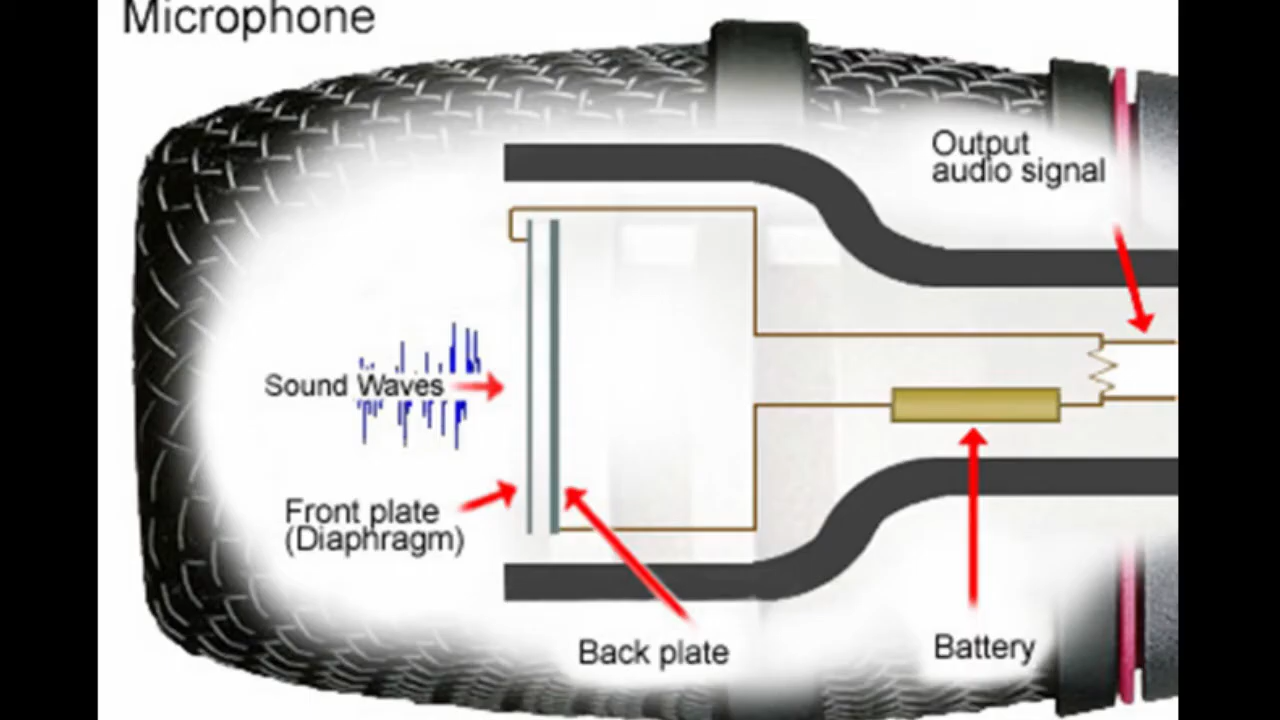 Microphone
Output
audio signal
Sound Waves
Front plate
(Diaphragm)
Back plate
Battery